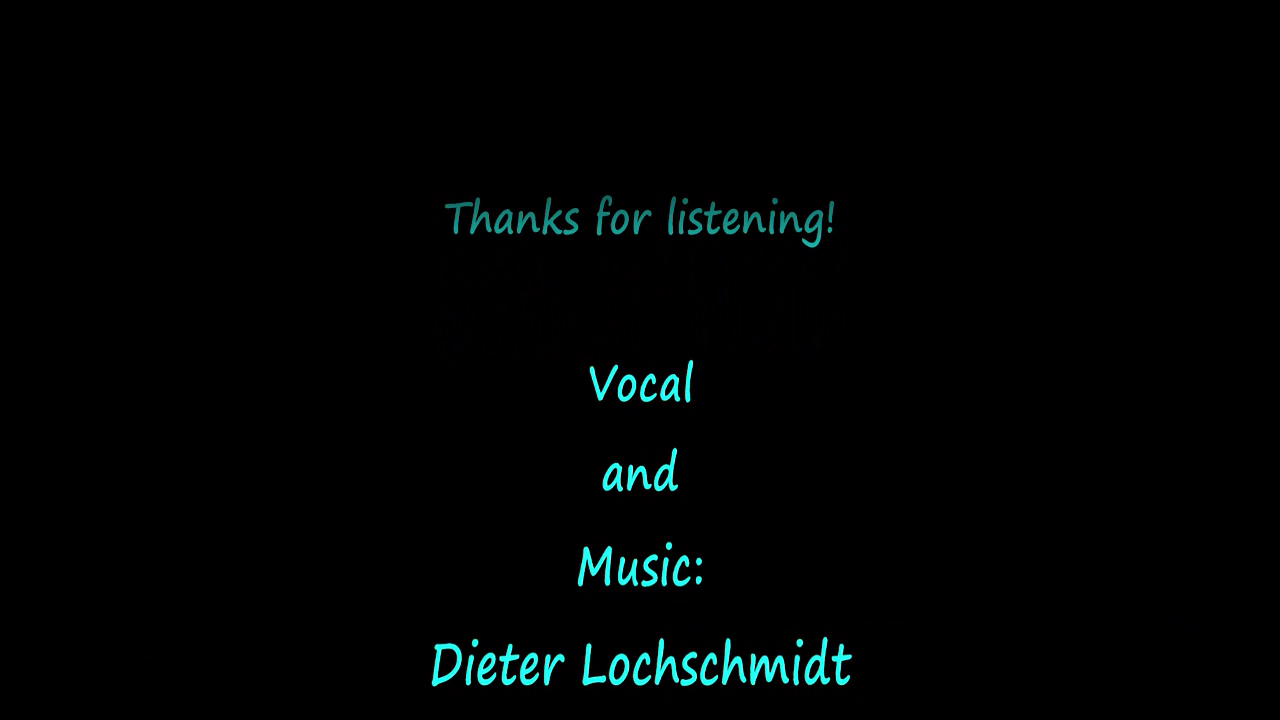 Thanks for listening!
Vocal
and
Music:
Dieter Lochschmidt